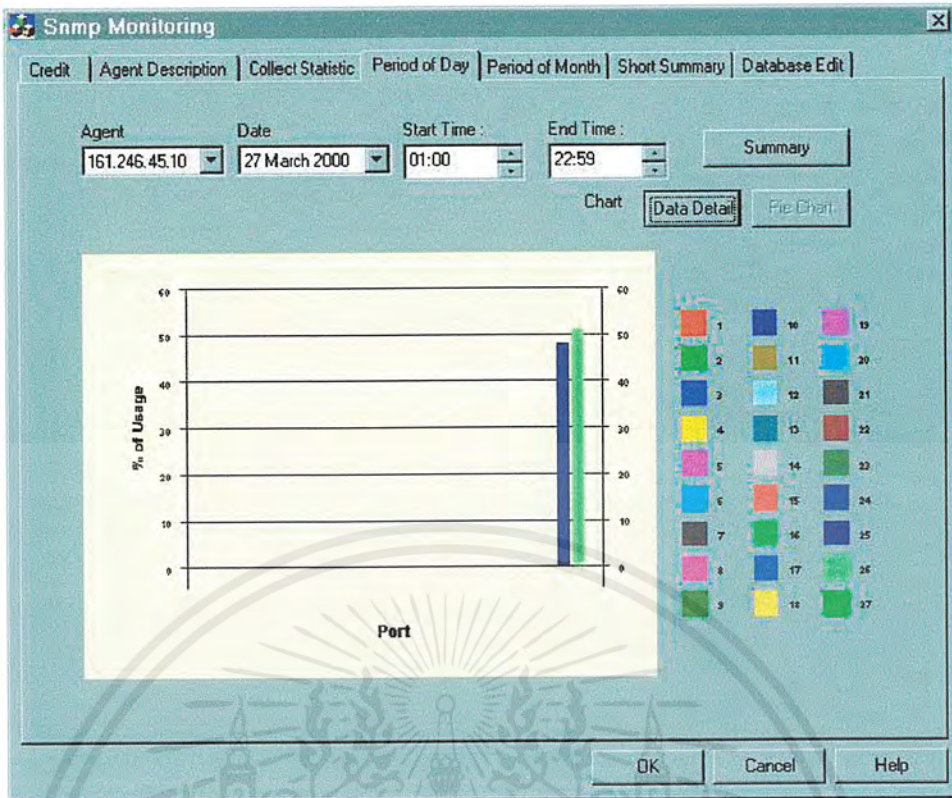 Snmp Monitoring
Credit Agent Description Collect Statistic Period of Day Period of Month Short Summary Database Edit
Agent Date Start Time : End Time :
161.246.45.10 27 March 2000 01:00 22:59 Summary
Chart Data Detail Pie Chart
% of Usage
60 60
50 50
40 40
30 30
20 20
10 10
0 0
Port
1 10 19
2 11 20
3 12 21
4 13 22
5 14 23
6 15 24
7 16 25
8 17 26
9 18 27
OK Cancel Help